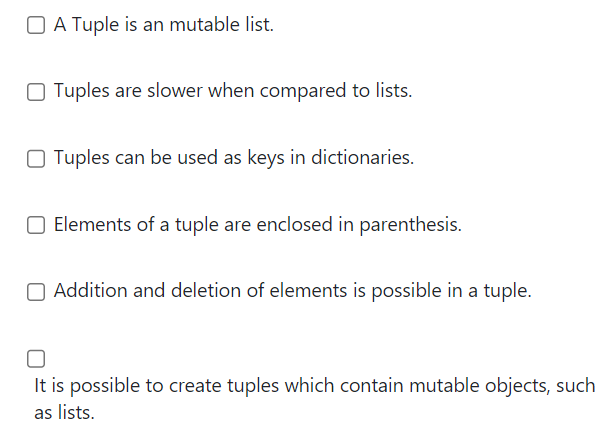 A Tuple is an mutable list.
Tuples are slower when compared to lists.
Tuples can be used as keys in dictionaries.
Elements of a tuple are enclosed in parenthesis.
Addition and deletion of elements is possible in a tuple.
It is possible to create tuples which contain mutable objects, such
as lists.